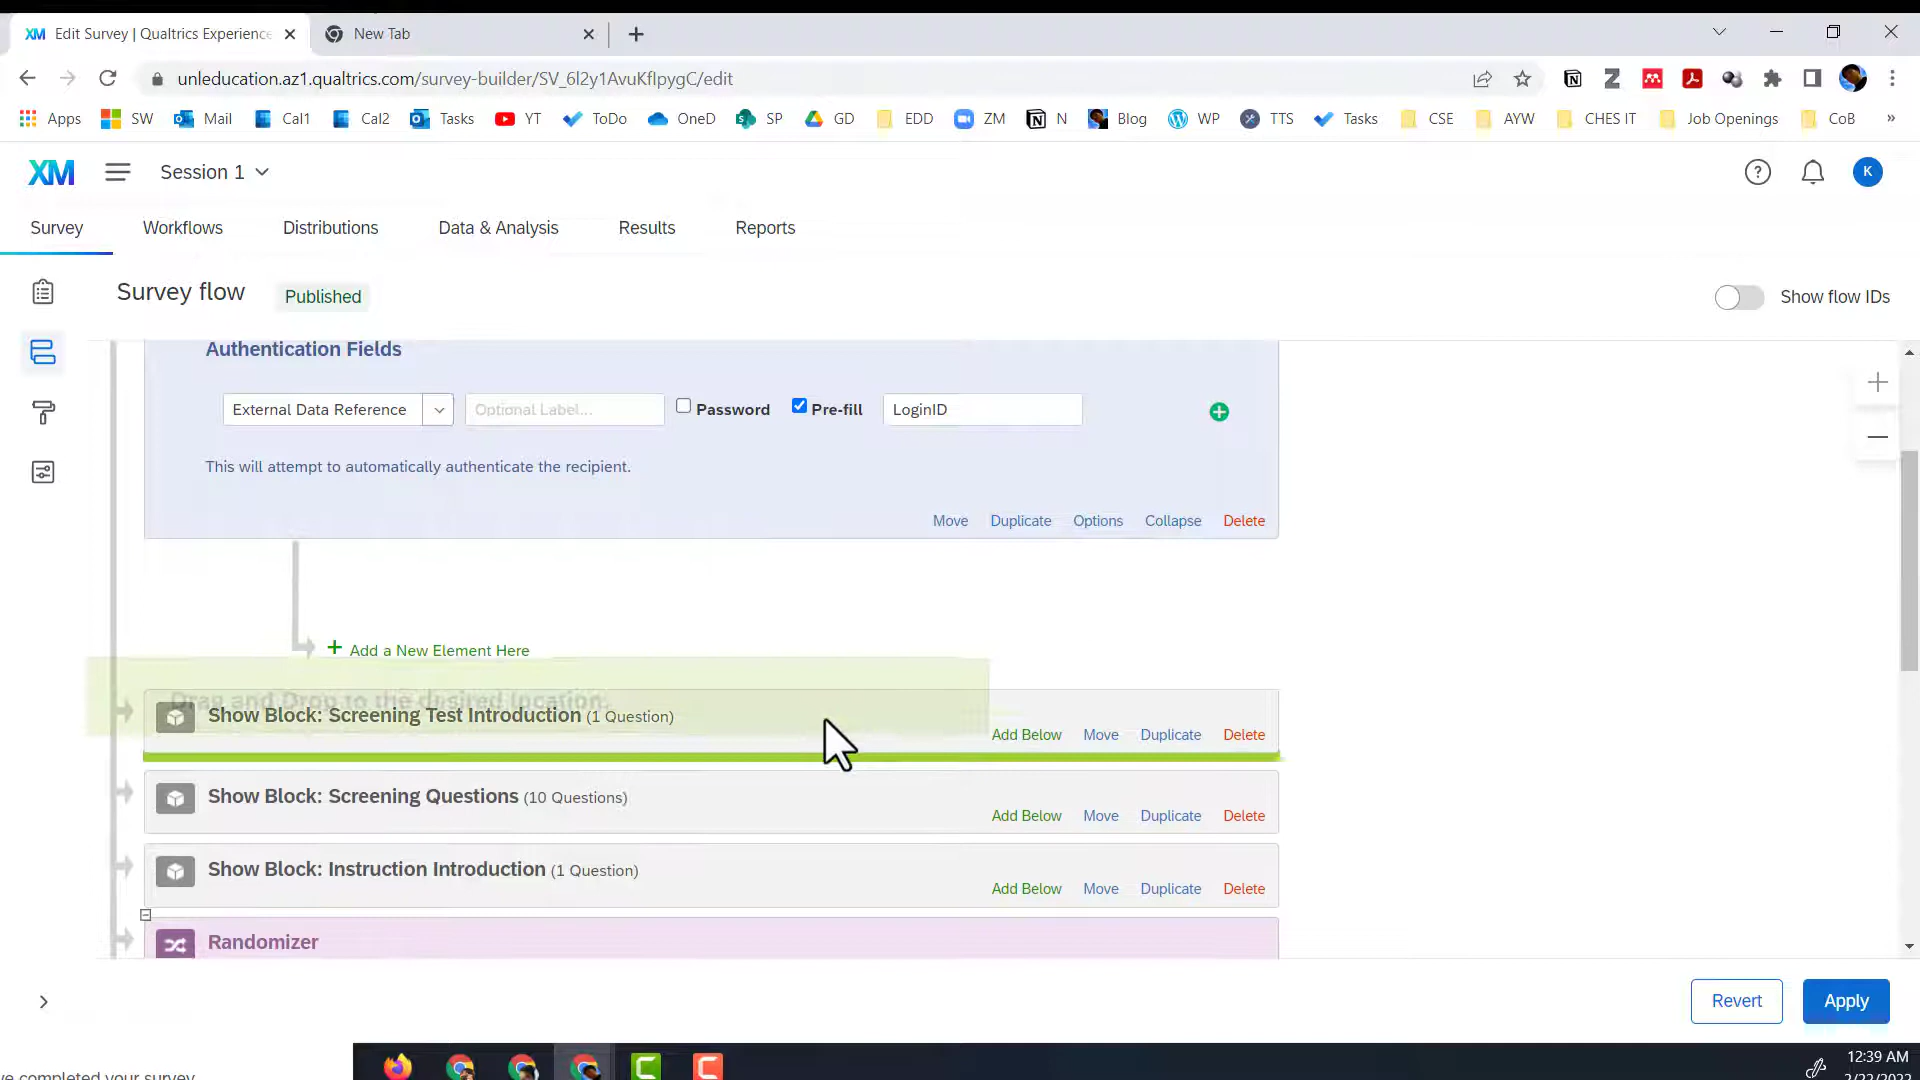 XM Edit Survey | Qualtrics Experience
New Tab
unleducation.az1.qualtrics.com/survey-builder/SV_6l2y1AvuKfIpygC/edit
Apps SW Mail Cal1 Cal2 Tasks YT ToDo OneD SP GD EDD ZM N Blog WP TTS Tasks CSE AYW CHES IT Job Openings CoB »
XM Session 1 K
Survey Workflows Distributions Data & Analysis Results Reports
Survey flow Published Show flow IDs
Authentication Fields
External Data Reference Optional Label... Password Pre-fill LoginID
This will attempt to automatically authenticate the recipient.
Move Duplicate Options Collapse Delete
+ Add a New Element Here
Drag and Drop to the desired location.
Show Block: Screening Test Introduction (1 Question)
Add Below Move Duplicate Delete
Show Block: Screening Questions (10 Questions)
Add Below Move Duplicate Delete
Show Block: Instruction Introduction (1 Question)
Add Below Move Duplicate Delete
Randomizer
Revert Apply
12:39 AM
ve completed your survey
2/22/2022